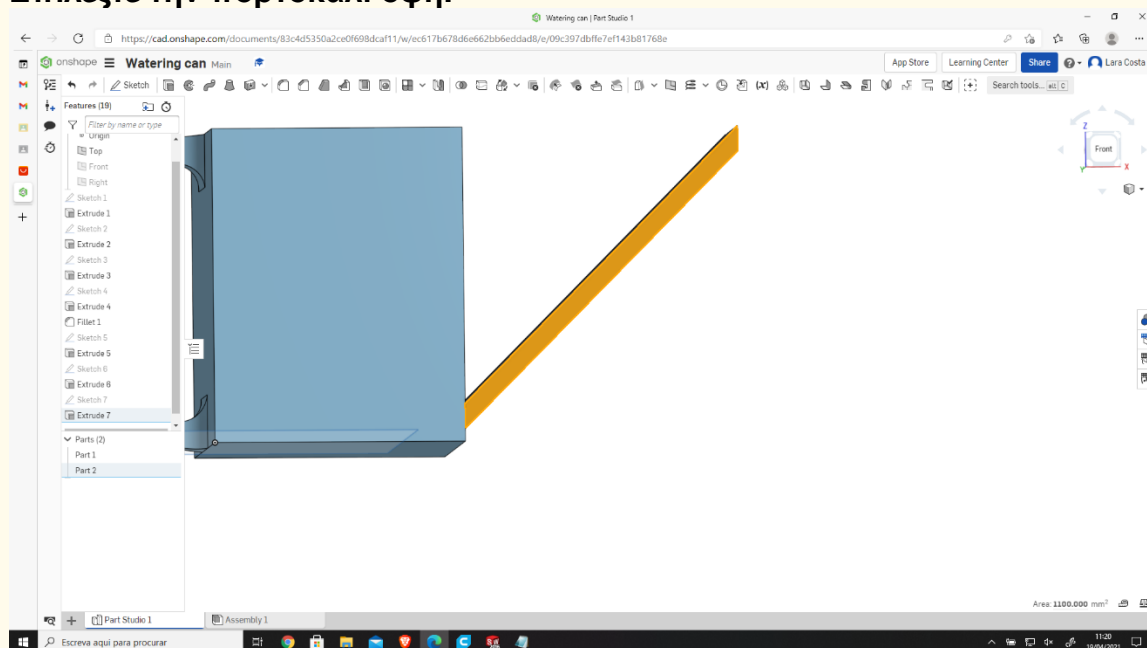 Watering can | Part Studio 1
https://cad.onshape.com/documents/83c4d5350a2ce0f698dcaf11/w/ec617b678d6e662bb6eddad8/e/09c397dbffe7ef143b81768e
onshape Watering can Main App Store Learning Center Share Lara Costa
Sketch Search tools... alt C
Features (19)
Filter by name or type
Origin
Top
Front
Right
Sketch 1
Extrude 1
Sketch 2
Extrude 2
Sketch 3
Extrude 3
Sketch 4
Extrude 4
Fillet 1
Sketch 5
Extrude 5
Sketch 6
Extrude 6
Sketch 7
Extrude 7
Parts (2)
Part 1
Part 2
Z
Front
Y
X
Area: 1100.000 mm²
Part Studio 1 Assembly 1
Escreva aqui para procurar
11:20
19/04/2021